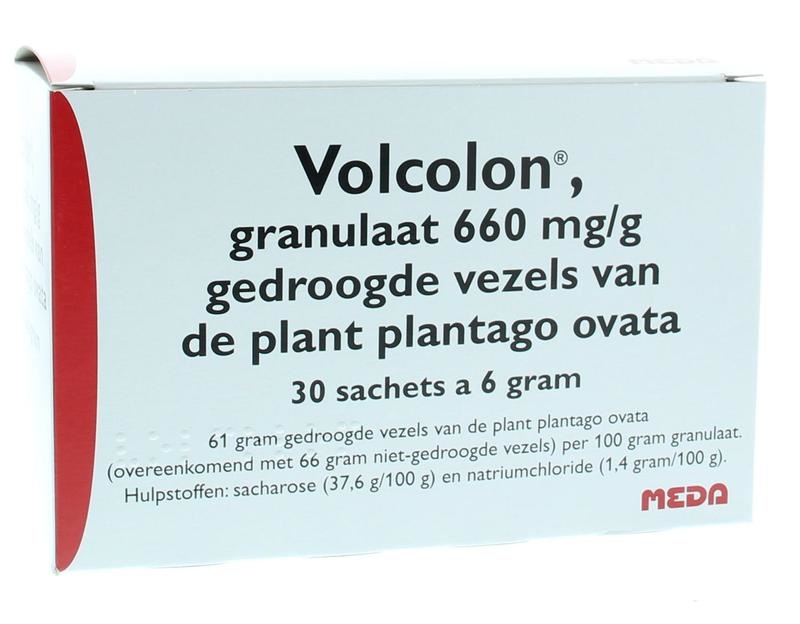 MEDA
Volcolon®,
granulaat 660 mg/g
gedroogde vezels van
de plant plantago ovata
30 sachets a 6 gram
61 gram gedroogde vezels van de plant plantago ovata
(overeenkomend met 66 gram niet-gedroogde vezels) per 100 gram granulaat.
Hulpstoffen: sacharose (37,6 g/100 g) en natriumchloride (1,4 gram/100 g).
MEDA